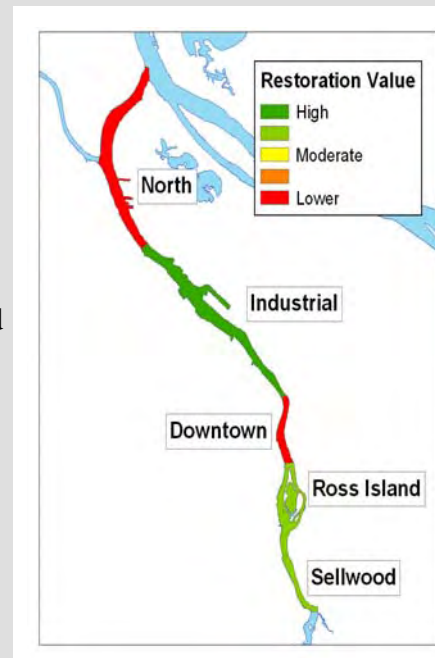 Restoration Value
High
Moderate
Lower
North
Industrial
Downtown
Ross Island
Sellwood